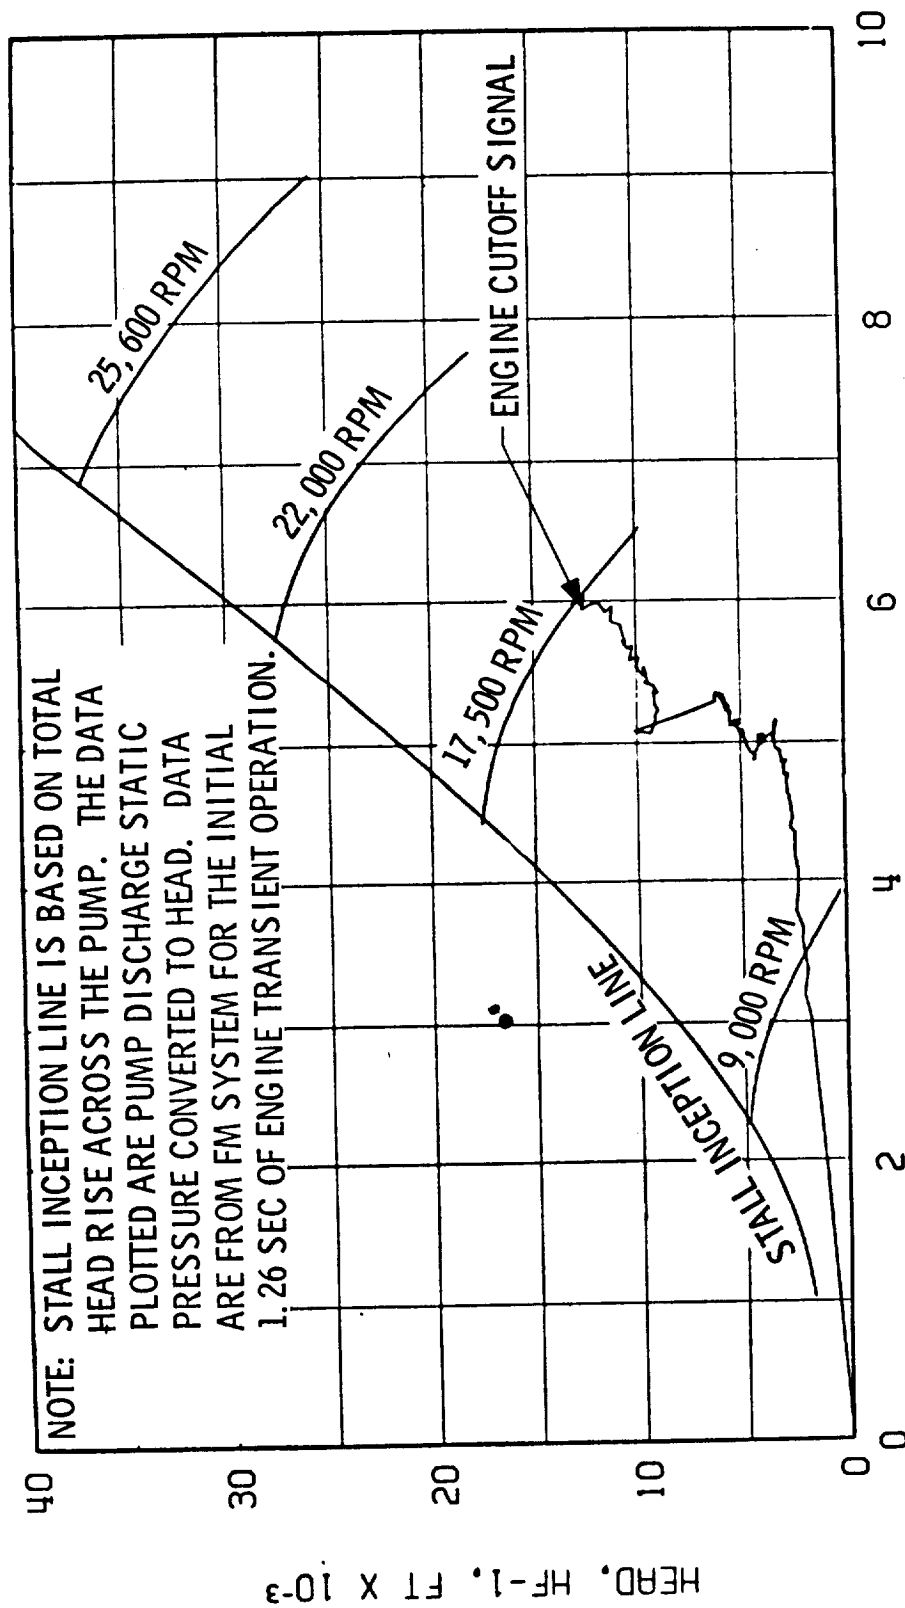 NOTE: STALL INCEPTION LINE IS BASED ON TOTAL
HEAD RISE ACROSS THE PUMP. THE DATA
PLOTTED ARE PUMP DISCHARGE STATIC
PRESSURE CONVERTED TO HEAD. DATA
ARE FROM FM SYSTEM FOR THE INITIAL
1.26 SEC OF ENGINE TRANSIENT OPERATION.
25,600 RPM
22,000 RPM
17,500 RPM
9,000 RPM
ENGINE CUTOFF SIGNAL
STALL INCEPTION LINE
HEAD, HF-1, FT X 10-3
40
30
20
10
0
0
2
4
6
8
10